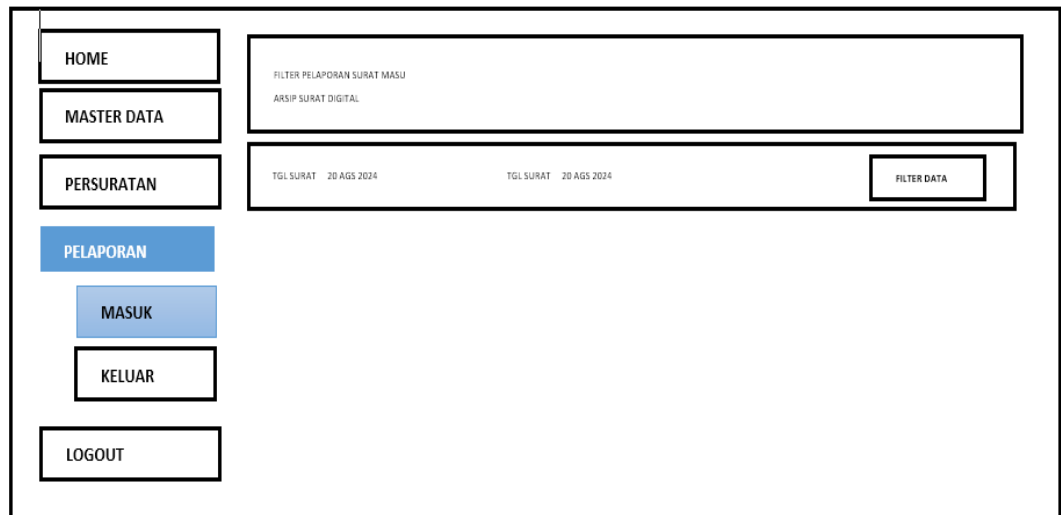 HOME
MASTER DATA
PERSURATAN
PELAPORAN
MASUK
KELUAR
LOGOUT
FILTER PELAPORAN SURAT MASU
ARSIP SURAT DIGITAL
TGL SURAT 20 AGS 2024 TGL SURAT 20 AGS 2024 FILTER DATA